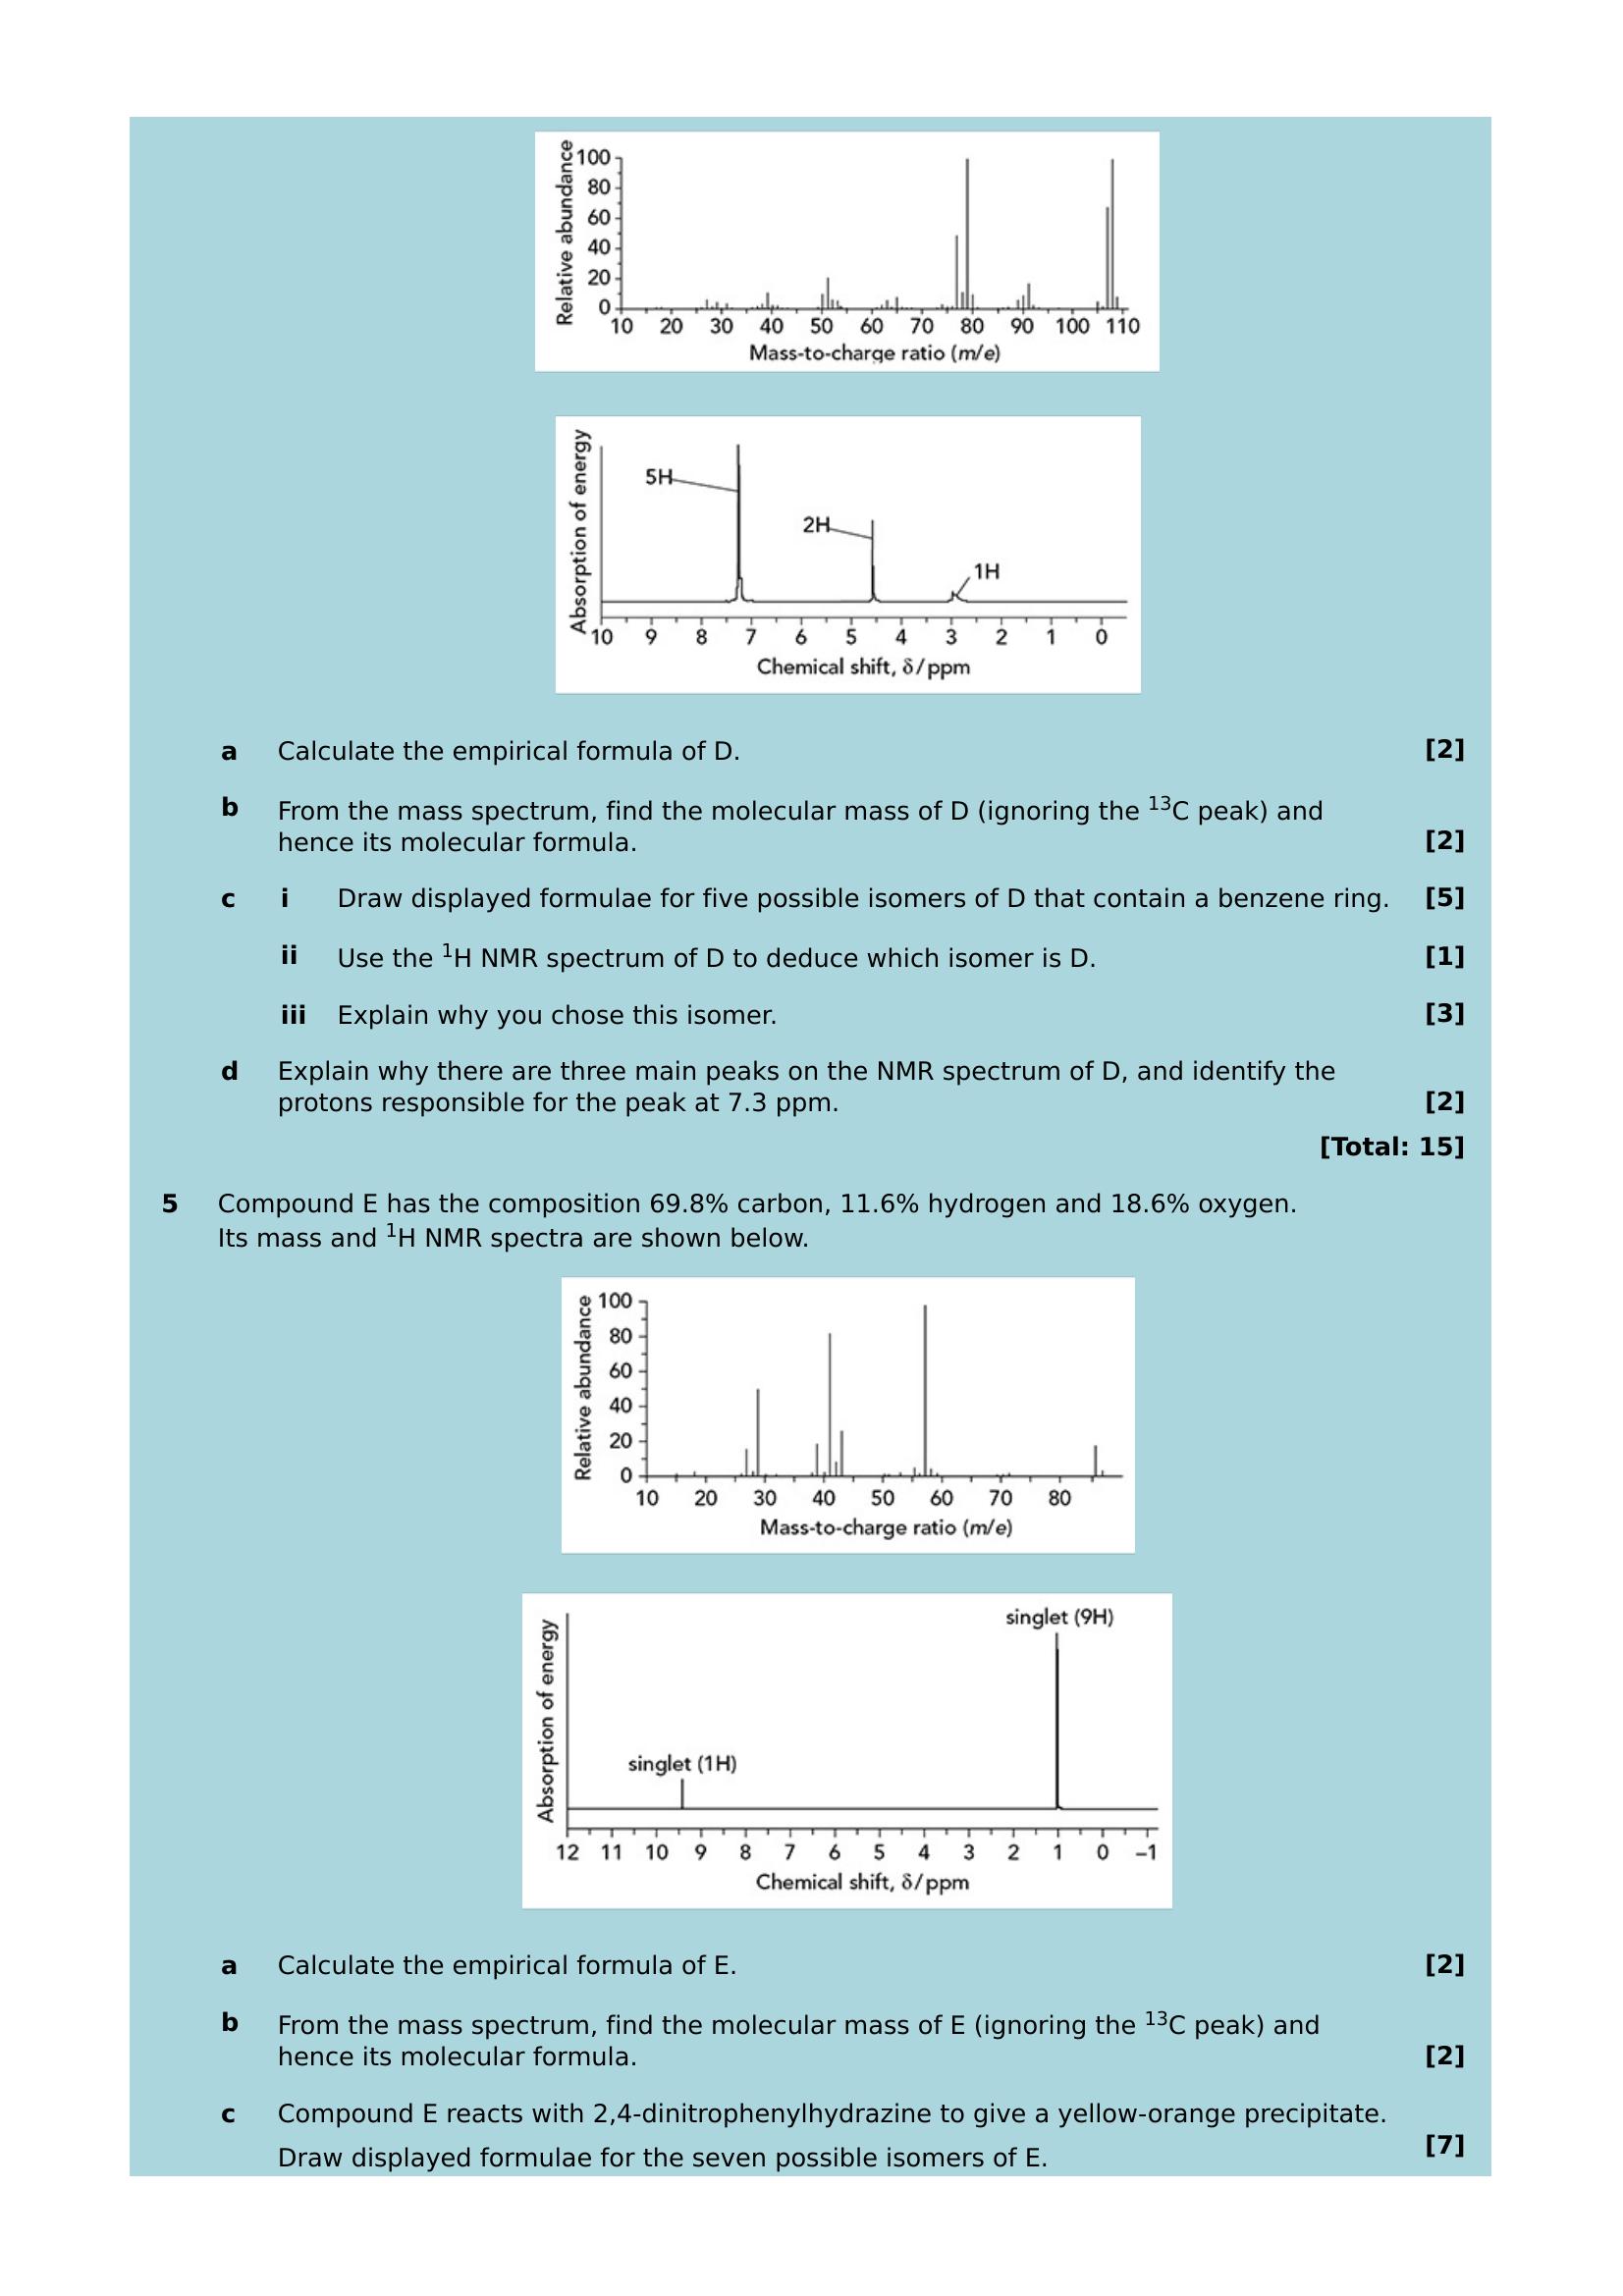 Relative abundance
100
80
60
40
20
0
10 20 30 40 50 60 70 80 90 100 110
Mass-to-charge ratio (m/e)
Absorption of energy
5H
2H
1H
10 9 8 7 6 5 4 3 2 1 0
Chemical shift, δ/ppm
a Calculate the empirical formula of D. [2]
b From the mass spectrum, find the molecular mass of D (ignoring the ¹³C peak) and
hence its molecular formula. [2]
c i Draw displayed formulae for five possible isomers of D that contain a benzene ring. [5]
ii Use the ¹H NMR spectrum of D to deduce which isomer is D. [1]
iii Explain why you chose this isomer. [3]
d Explain why there are three main peaks on the NMR spectrum of D, and identify the
protons responsible for the peak at 7.3 ppm. [2]
[Total: 15]
5 Compound E has the composition 69.8% carbon, 11.6% hydrogen and 18.6% oxygen.
Its mass and ¹H NMR spectra are shown below.
Relative abundance
100
80
60
40
20
0
10 20 30 40 50 60 70 80
Mass-to-charge ratio (m/e)
Absorption of energy
singlet (9H)
singlet (1H)
12 11 10 9 8 7 6 5 4 3 2 1 0 –1
Chemical shift, δ/ppm
a Calculate the empirical formula of E. [2]
b From the mass spectrum, find the molecular mass of E (ignoring the ¹³C peak) and
hence its molecular formula. [2]
c Compound E reacts with 2,4-dinitrophenylhydrazine to give a yellow-orange precipitate.
Draw displayed formulae for the seven possible isomers of E. [7]